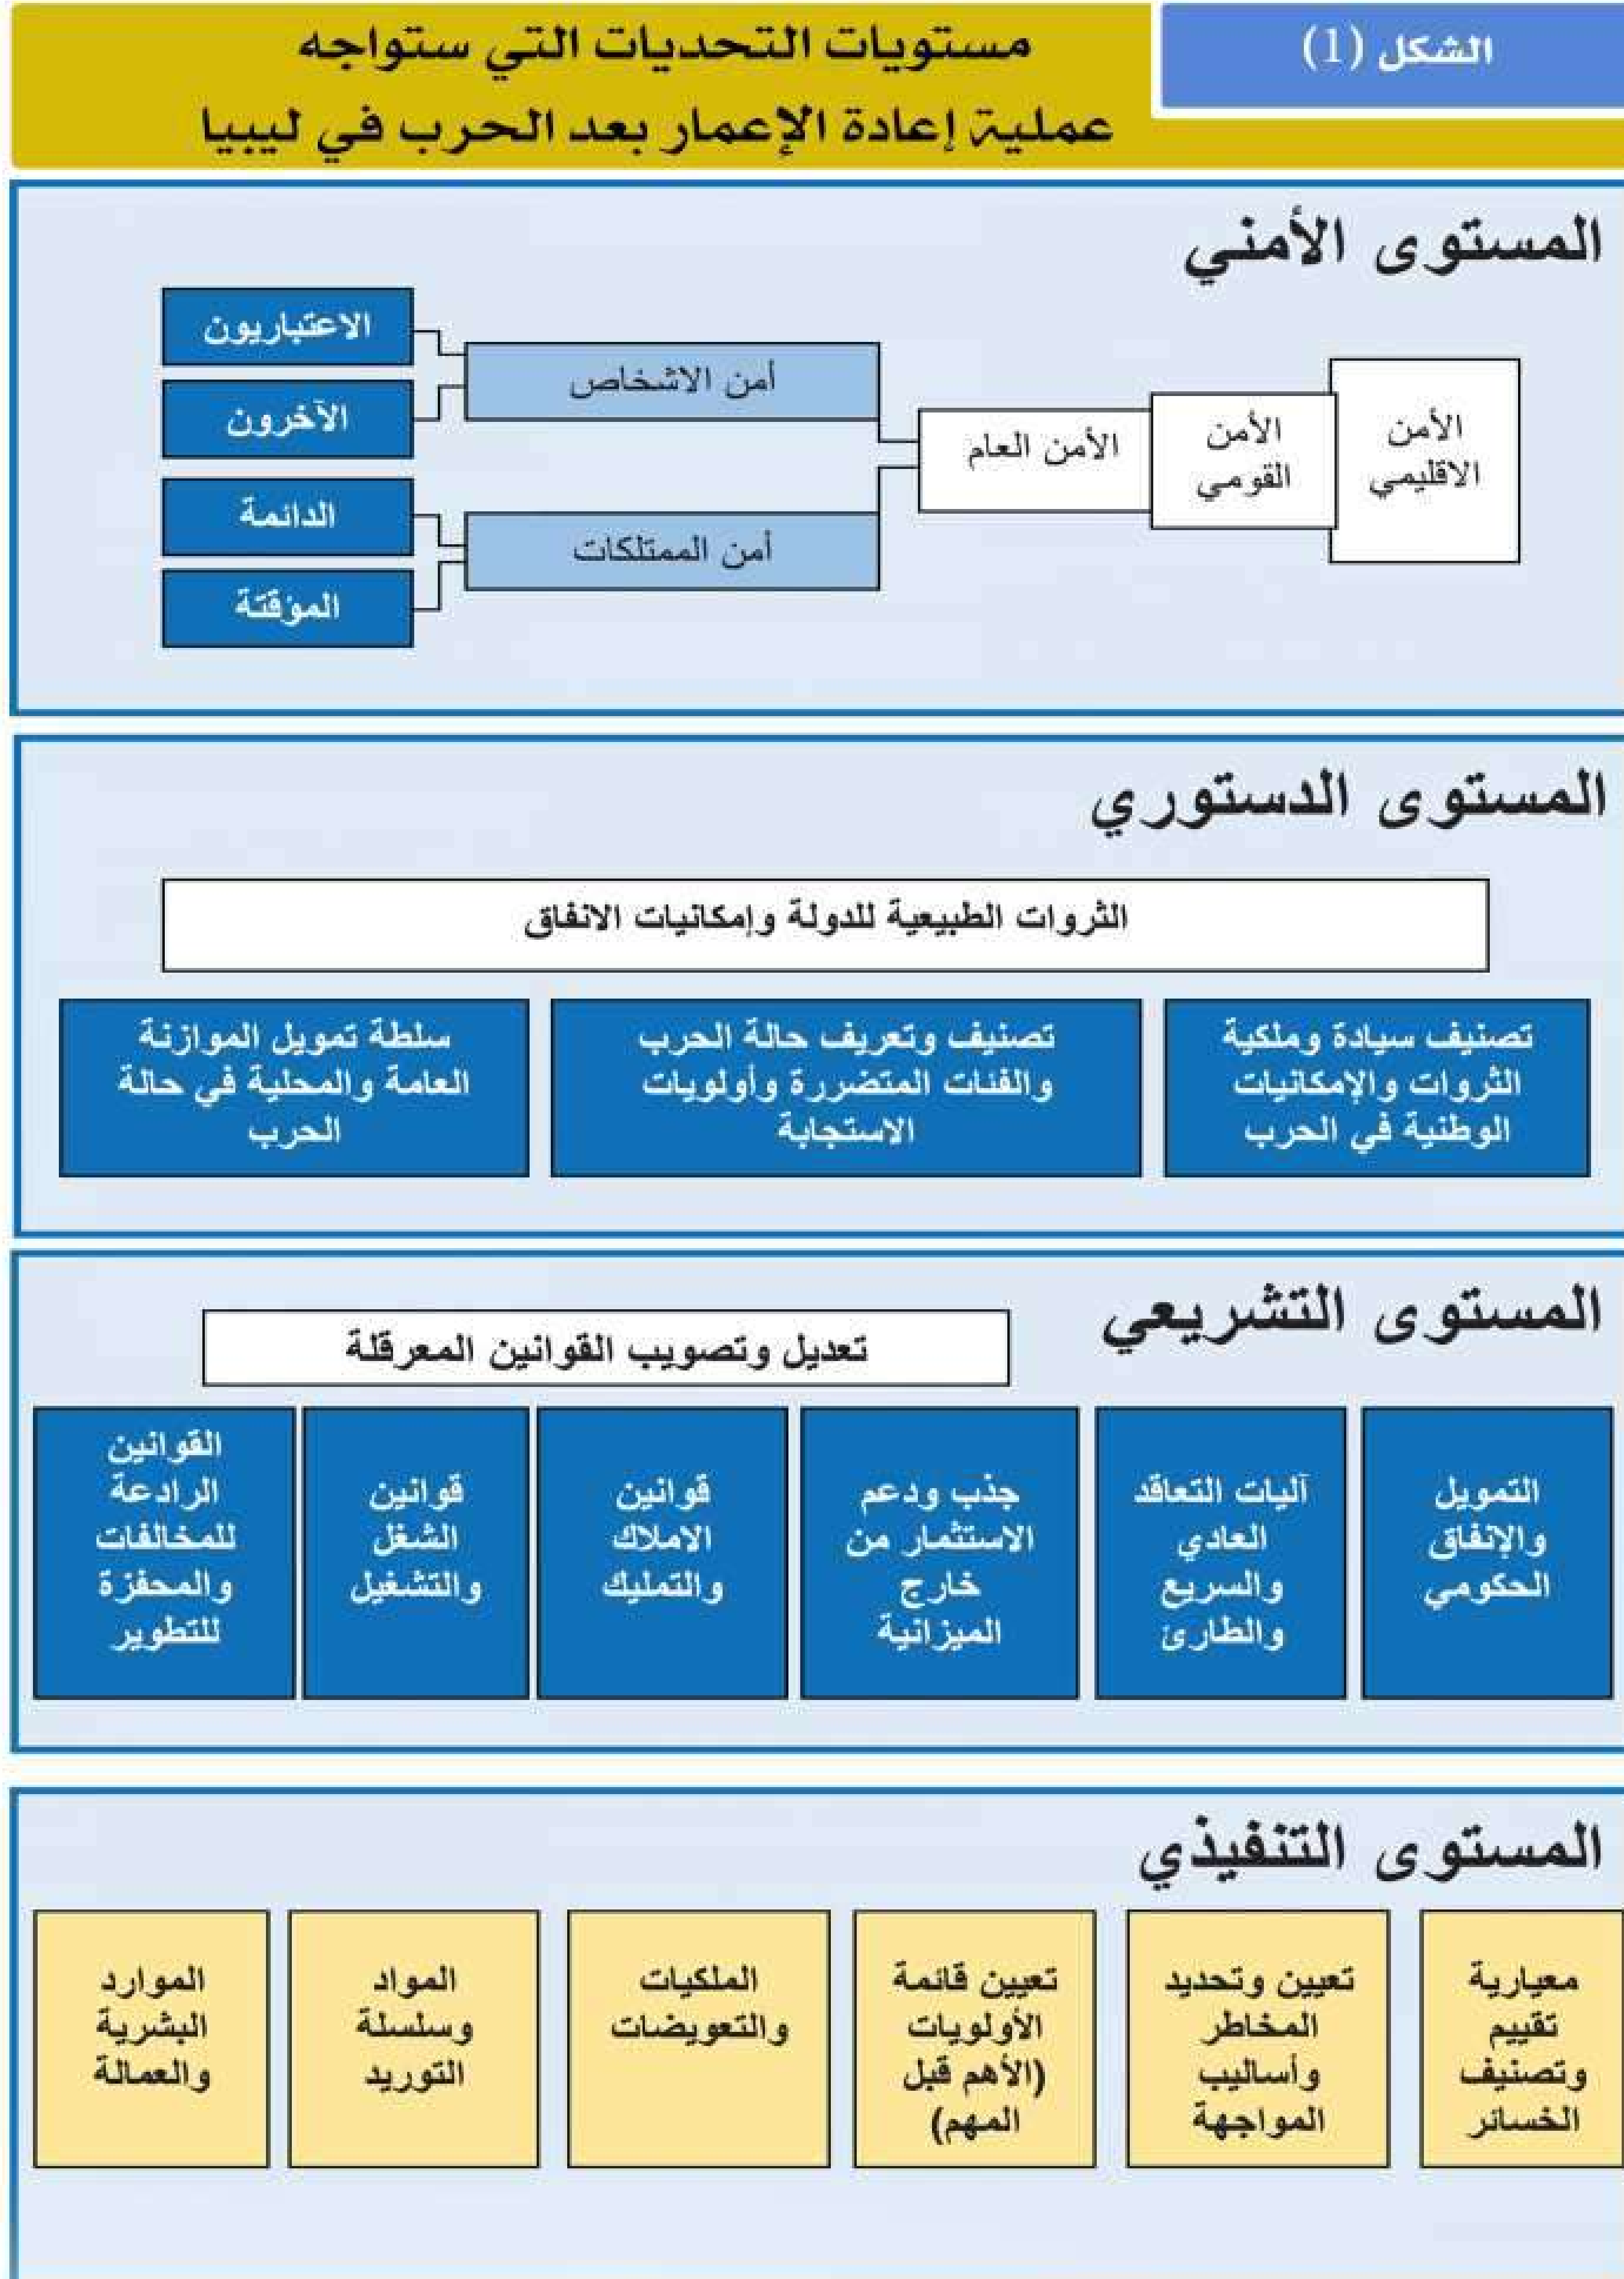 الشكل (1)
مستويات التحديات التي ستواجه
عملية إعادة الإعمار بعد الحرب في ليبيا
المستوى الأمني
الأمن
الاقليمي
الأمن
القومي
الأمن العام
أمن الاشخاص
الاعتباريون
الآخرون
أمن الممتلكات
الدائمة
المؤقتة
المستوى الدستوري
الثروات الطبيعية للدولة وإمكانيات الانفاق
تصنيف سيادة وملكية
الثروات والإمكانيات
الوطنية في الحرب
تصنيف وتعريف حالة الحرب
والفئات المتضررة وأولويات
الاستجابة
سلطة تمويل الموازنة
العامة والمحلية في حالة
الحرب
المستوى التشريعي
تعديل وتصويب القوانين المعرقلة
التمويل
والإنفاق
الحكومي
آليات التعاقد
العادي
والسريع
والطارئ
جذب ودعم
الاستثمار من
خارج
الميزانية
قوانين
الاملاك
والتمليك
قوانين
الشغل
والتشغيل
القوانين
الرادعة
للمخالفات
والمحفزة
للتطوير
المستوى التنفيذي
معيارية
تقييم
وتصنيف
الخسائر
تعيين وتحديد
المخاطر
وأساليب
المواجهة
تعيين قائمة
الأولويات
(الأهم قبل
المهم)
الملكيات
والتعويضات
المواد
وسلسلة
التوريد
الموارد
البشرية
والعمالة